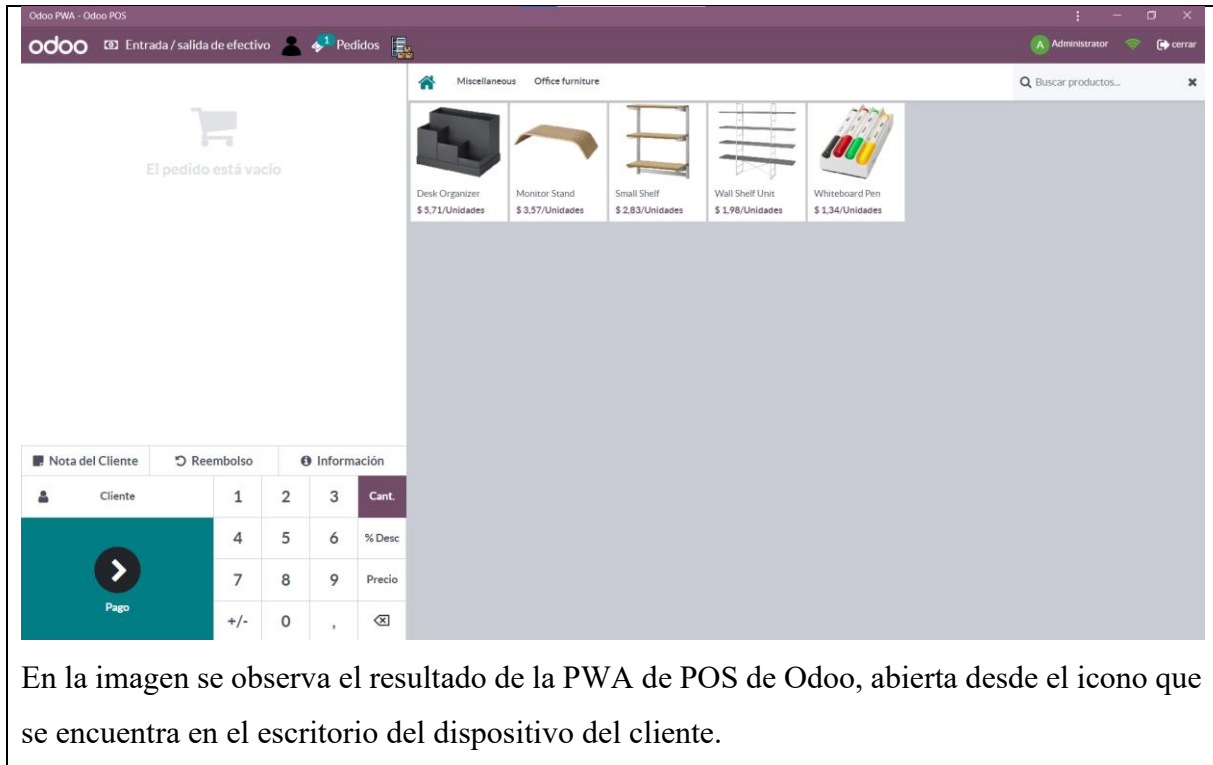 Odoo PWA - Odoo POS
odoo Entrada / salida de efectivo 1 Pedidos A Administrator cerrar
Miscellaneous Office furniture Buscar productos...
El pedido está vacío
Desk Organizer Monitor Stand Small Shelf Wall Shelf Unit Whiteboard Pen
$ 5,71/Unidades $ 3,57/Unidades $ 2,83/Unidades $ 1,98/Unidades $ 1,34/Unidades
Nota del Cliente Reembolso Información
Cliente 1 2 3 Cant.
4 5 6 % Desc
7 8 9 Precio
Pago
+/- 0 ,
En la imagen se observa el resultado de la PWA de POS de Odoo, abierta desde el icono que
se encuentra en el escritorio del dispositivo del cliente.